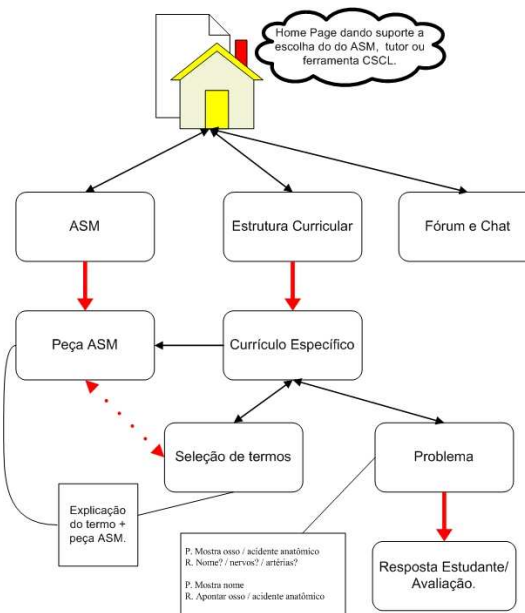 Home Page dando suporte a
escolha do do ASM, tutor ou
ferramenta CSCL.
ASM
Estrutura Curricular
Fórum e Chat
Peça ASM
Currículo Específico
Seleção de termos
Problema
Explicação
do termo +
peça ASM.
P. Mostra osso / acidente anatômico
R. Nome? / nervos? / artérias?
P. Mostra nome
R. Apontar osso / acidente anatômico
Resposta Estudante/
Avaliação.